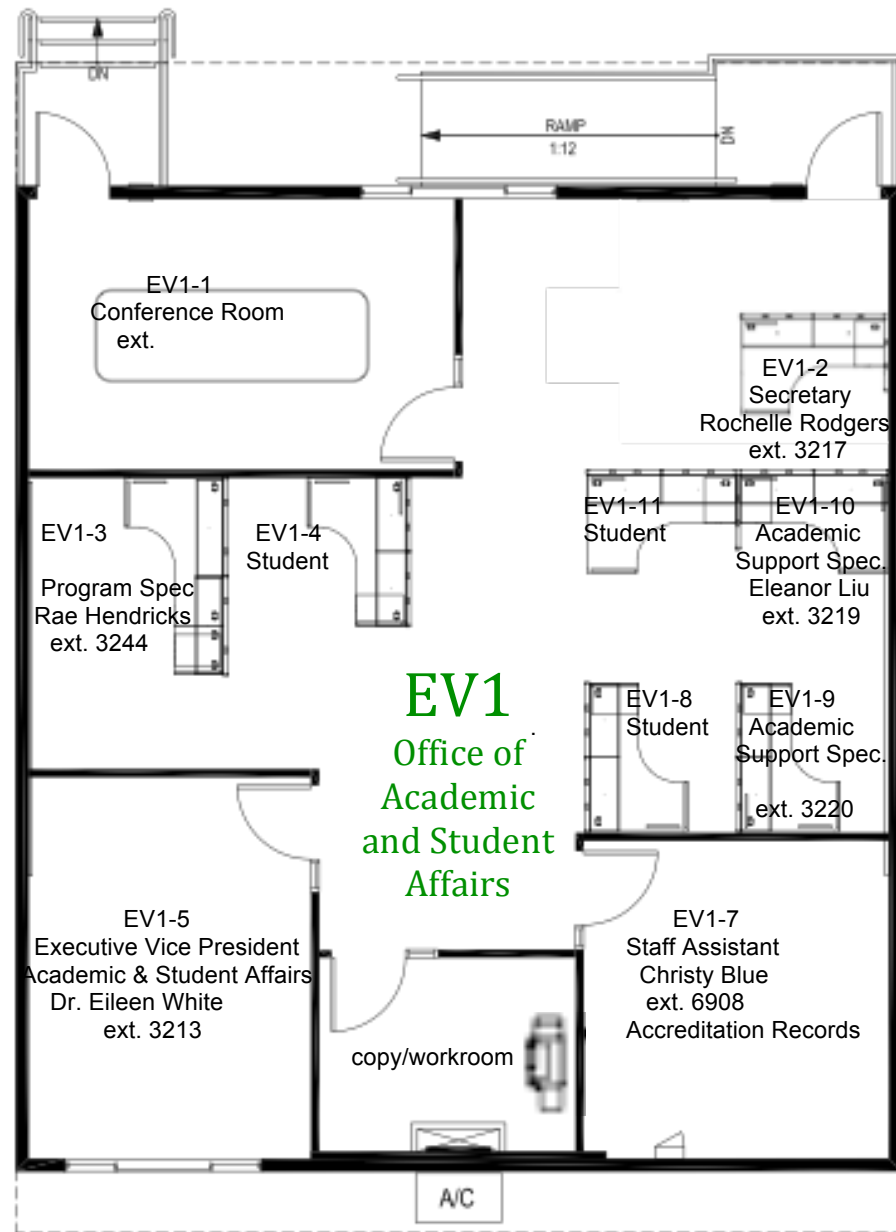 DN
RAMP
1:12
DN
EV1-1
Conference Room
ext.
EV1-2
Secretary
Rochelle Rodgers
ext. 3217
EV1-3
Program Spec
Rae Hendricks
ext. 3244
EV1-4
Student
EV1-11
Student
EV1-10
Academic
Support Spec.
Eleanor Liu
ext. 3219
EV1
Office of
Academic
and Student
Affairs
EV1-8
Student
EV1-9
Academic
Support Spec.
ext. 3220
EV1-5
Executive Vice President
Academic & Student Affairs
Dr. Eileen White
ext. 3213
copy/workroom
EV1-7
Staff Assistant
Christy Blue
ext. 6908
Accreditation Records
A/C